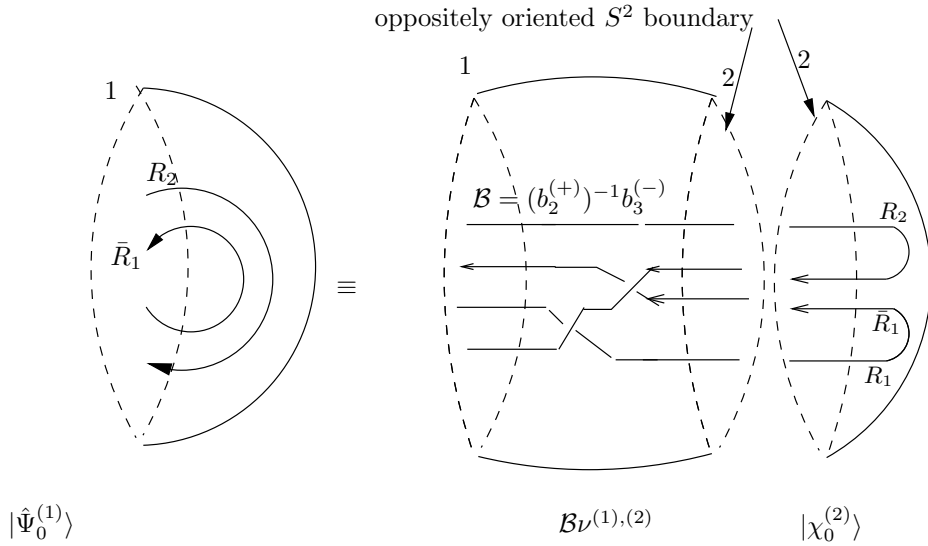 oppositely oriented $S^2$ boundary
1
1
2
2
$R_2$
$\mathcal{B} = (b_2^{(+)})^{-1} b_3^{(-)}$
$R_2$
$\bar{R}_1$
≡
$\bar{R}_1$
$R_1$
$|\hat{\Psi}_0^{(1)}\rangle$
$\mathcal{B}\nu^{(1),(2)}$
$|\chi_0^{(2)}\rangle$